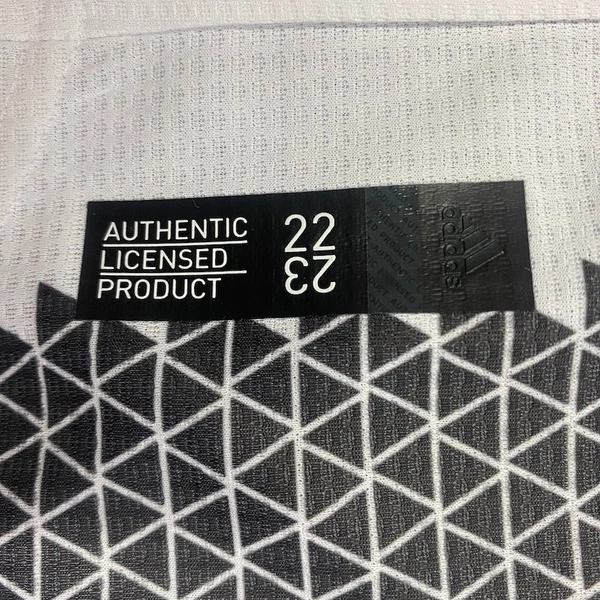 AUTHENTIC
LICENSED
PRODUCT
22
23
adidas